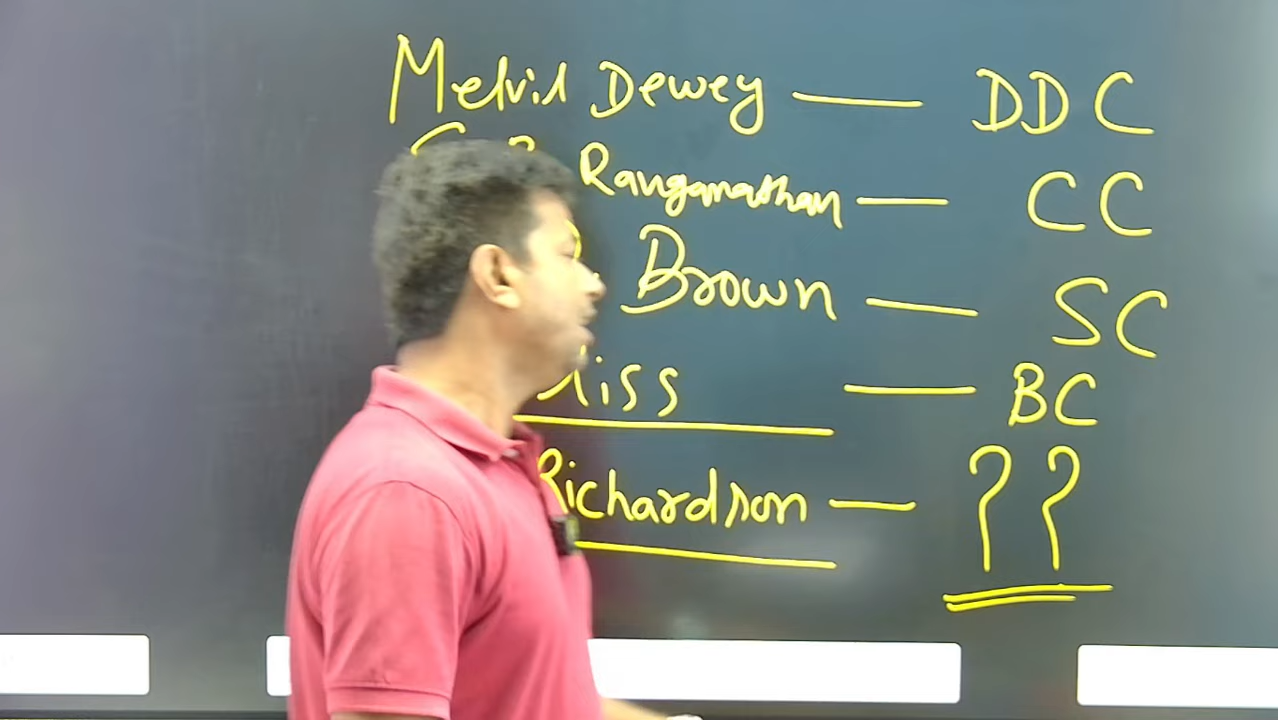 Melvil Dewey — DDC
Ranganathan — CC
Brown — SC
liss — BC
Richardson — ??